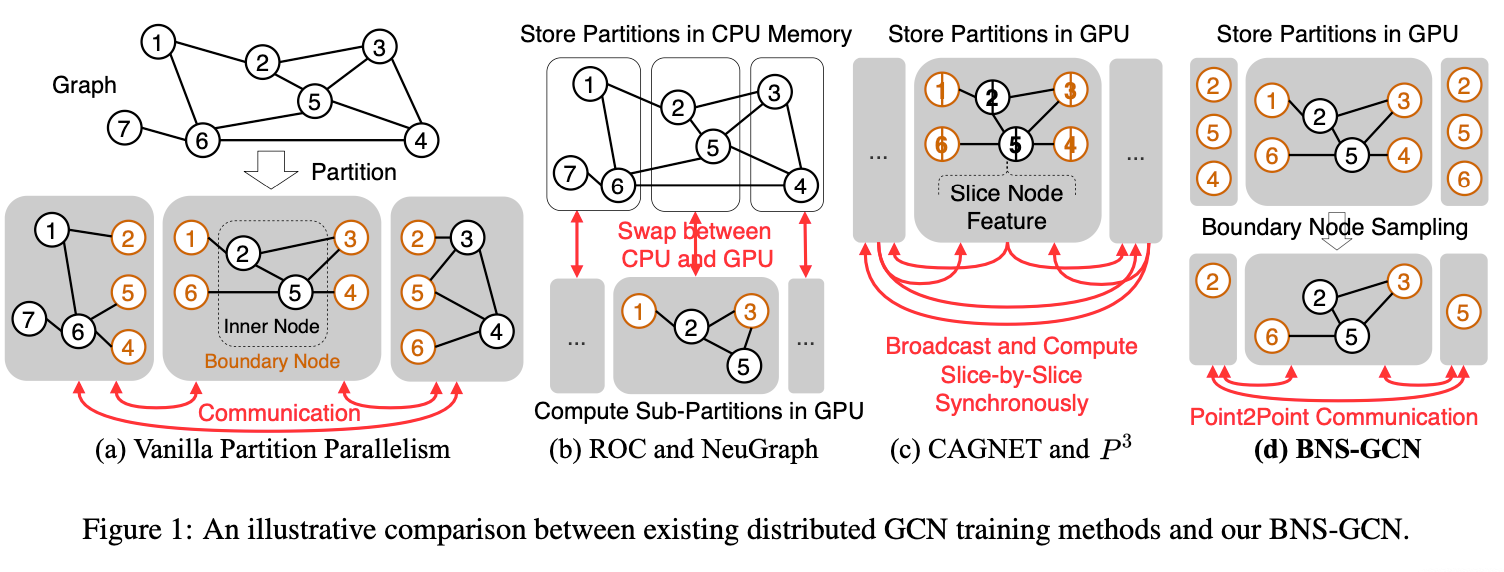 Graph
1
2
3
5
7
6
4
Partition
1
2
5
7
6
4
1
2
3
6
5
4
Inner Node
Boundary Node
2
3
5
6
4
Communication
(a) Vanilla Partition Parallelism
Store Partitions in CPU Memory
1
2
3
5
7
6
4
Swap between
CPU and GPU
...
1
2
3
5
...
Compute Sub-Partitions in GPU
(b) ROC and NeuGraph
Store Partitions in GPU
...
1
2
3
6
5
4
...
Slice Node
Feature
Broadcast and Compute
Slice-by-Slice
Synchronously
(c) CAGNET and P³
Store Partitions in GPU
2
5
4
1
2
3
6
5
4
2
5
6
Boundary Node Sampling
2
2
3
6
5
5
Point2Point Communication
(d) BNS-GCN
Figure 1: An illustrative comparison between existing distributed GCN training methods and our BNS-GCN.